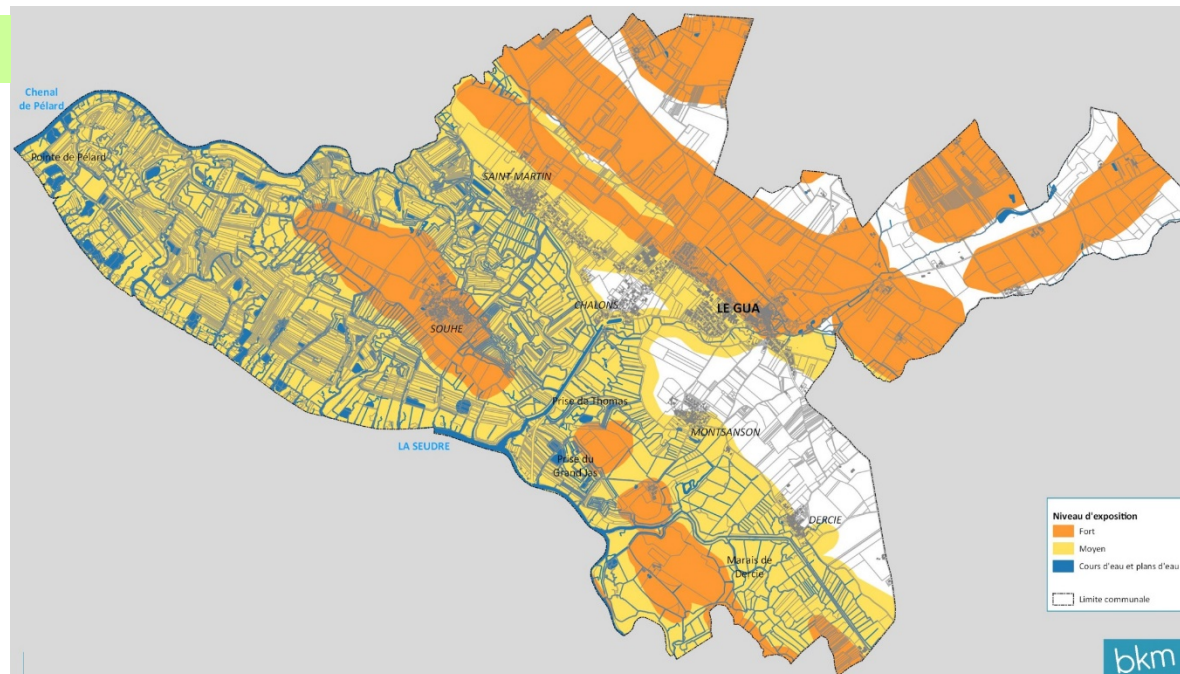 Chenal
de Pélard
Pointe de Pélard
SAINT-MARTIN
CHALONS
LE GUA
SOUHE
Prise de Thomas
MONTSANSON
LA SEUDRE
Prise du
Grand Jas
DERCIE
Marais de
Dercie
Niveau d'exposition
Fort
Moyen
Cours d'eau et plans d'eau
Limite communale
bkm